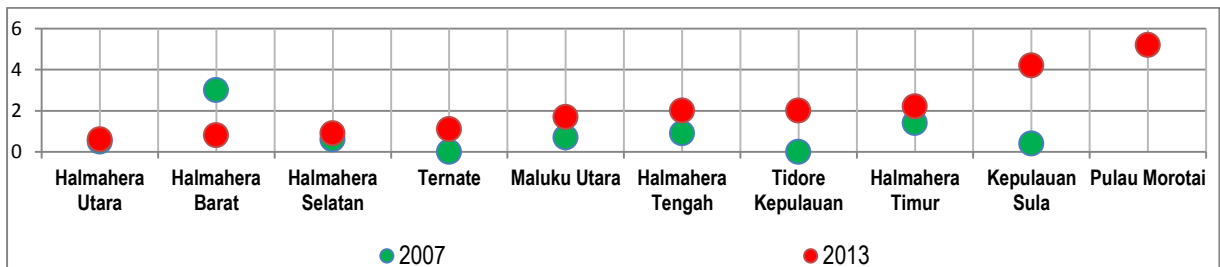 6
4
2
0
Halmahera
Utara
Halmahera
Barat
Halmahera
Selatan
Ternate
Maluku Utara
Halmahera
Tengah
Tidore
Kepulauan
Halmahera
Timur
Kepulauan
Sula
Pulau Morotai
2007
2013